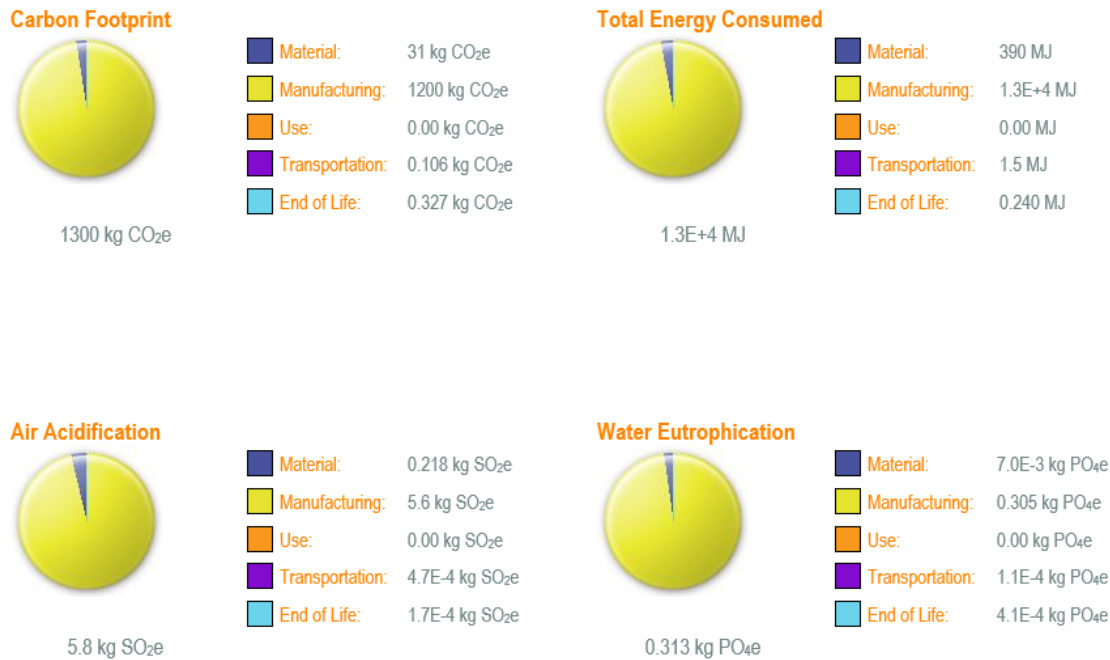 Carbon Footprint
Material: 31 kg CO₂e
Manufacturing: 1200 kg CO₂e
Use: 0.00 kg CO₂e
Transportation: 0.106 kg CO₂e
End of Life: 0.327 kg CO₂e
1300 kg CO₂e
Total Energy Consumed
Material: 390 MJ
Manufacturing: 1.3E+4 MJ
Use: 0.00 MJ
Transportation: 1.5 MJ
End of Life: 0.240 MJ
1.3E+4 MJ
Air Acidification
Material: 0.218 kg SO₂e
Manufacturing: 5.6 kg SO₂e
Use: 0.00 kg SO₂e
Transportation: 4.7E-4 kg SO₂e
End of Life: 1.7E-4 kg SO₂e
5.8 kg SO₂e
Water Eutrophication
Material: 7.0E-3 kg PO₄e
Manufacturing: 0.305 kg PO₄e
Use: 0.00 kg PO₄e
Transportation: 1.1E-4 kg PO₄e
End of Life: 4.1E-4 kg PO₄e
0.313 kg PO₄e